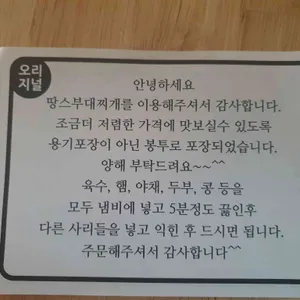 오리
지널
안녕하세요
땅스부대찌개를 이용해주셔서 감사합니다.
조금더 저렴한 가격에 맛보실수 있도록
용기포장이 아닌 봉투로 포장되었습니다.
양해 부탁드려요~~^^
육수, 햄, 야채, 두부, 콩 등을
모두 냄비에 넣고 5분정도 끓인후
다른 사리들을 넣고 익힌 후 드시면 됩니다.
주문해주셔서 감사합니다^^